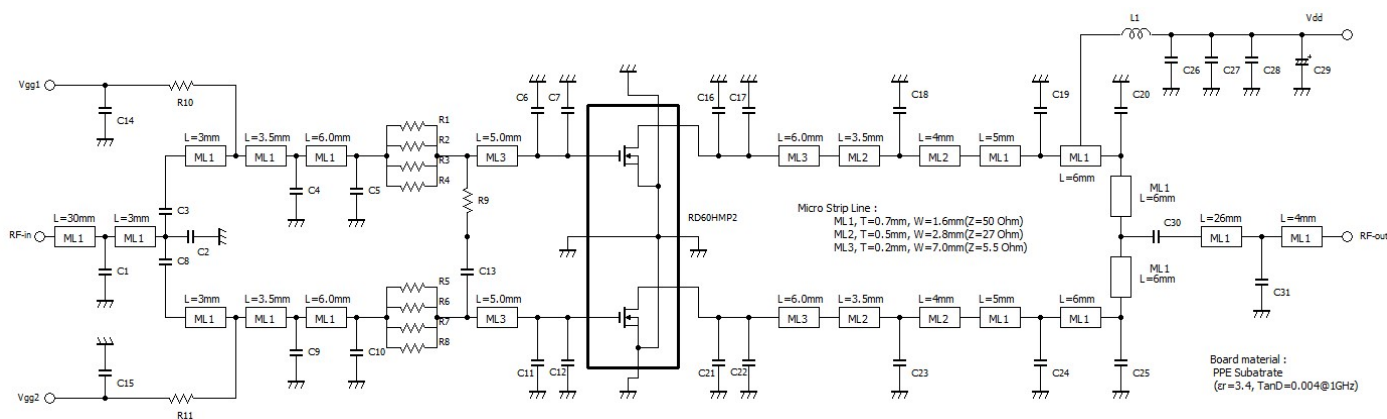 L1
Vdd
C26
C27
C28
C29
Vgg1
R10
C14
C6
C7
C16
C17
C18
C19
C20
L=3mm
L=3.5mm
L=6.0mm
R1
R2
R3
R4
L=5.0mm
L=6.0mm
L=3.5mm
L=4mm
L=5mm
ML1
ML1
ML1
ML3
ML3
ML2
ML2
ML1
ML1
L=6mm
C4
C5
C3
R9
ML1
L=6mm
L=30mm
L=3mm
RD60HMP2
Micro Strip Line :
ML1, T=0.7mm, W=1.6mm(Z=50 Ohm)
ML2, T=0.5mm, W=2.8mm(Z=27 Ohm)
ML3, T=0.2mm, W=7.0mm(Z=5.5 Ohm)
L=26mm
L=4mm
RF-in
ML1
ML1
C2
C30
ML1
ML1
RF-out
C1
C8
C13
ML1
L=6mm
C31
L=3mm
L=3.5mm
L=6.0mm
R5
R6
R7
R8
L=5.0mm
L=6.0mm
L=3.5mm
L=4mm
L=5mm
L=6mm
ML1
ML1
ML1
ML3
ML3
ML2
ML2
ML1
ML1
C9
C10
C11
C12
C21
C22
C23
C24
C25
C15
Vgg2
R11
Board material :
PPE Subatrate
(εr=3.4, TanD=0.004@1GHz)